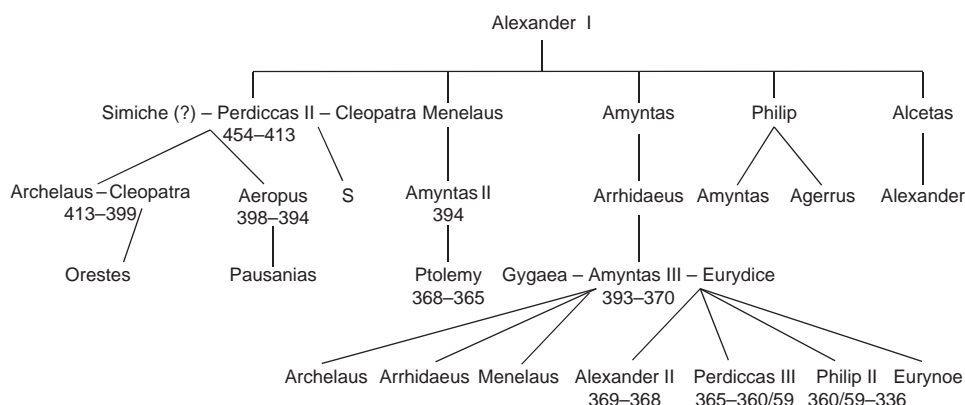 Alexander I
Simiche (?) – Perdiccas II – Cleopatra Menelaus Amyntas Philip Alcetas
454–413
Archelaus – Cleopatra Aeropus S Amyntas II Arrhidaeus Amyntas Agerrus Alexander
413–399 398–394 394
Orestes Pausanias Ptolemy Gygaea – Amyntas III – Eurydice
368–365 393–370
Archelaus Arrhidaeus Menelaus Alexander II Perdiccas III Philip II Eurynoe
369–368 365–360/59 360/59–336